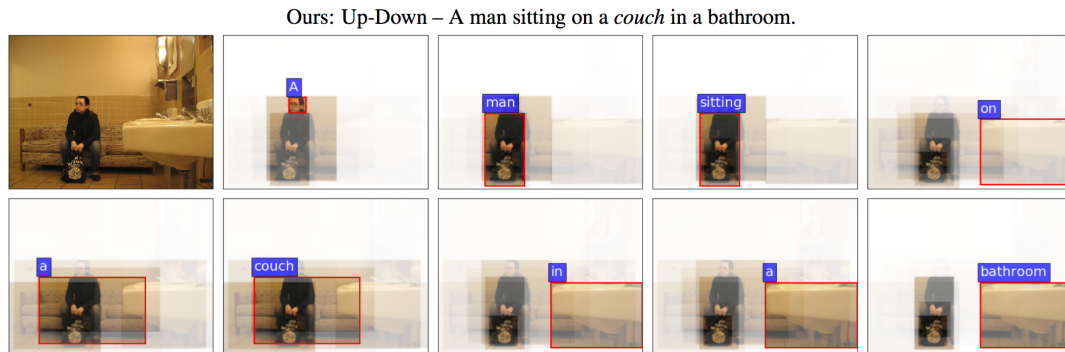 Ours: Up-Down – A man sitting on a couch in a bathroom.
A
man
sitting
on
a
couch
in
a
bathroom